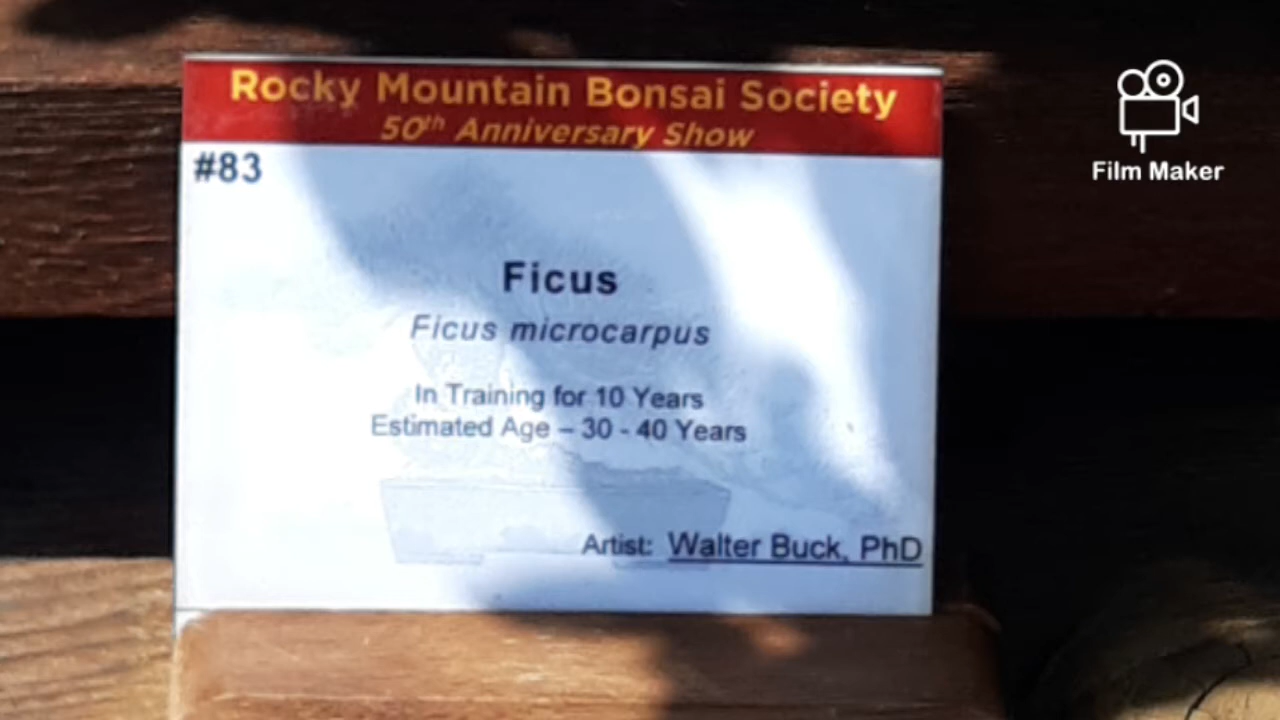 Rocky Mountain Bonsai Society
50th Anniversary Show
#83
Ficus
Ficus microcarpus
In Training for 10 Years
Estimated Age – 30 - 40 Years
Artist: Walter Buck, PhD
Film Maker